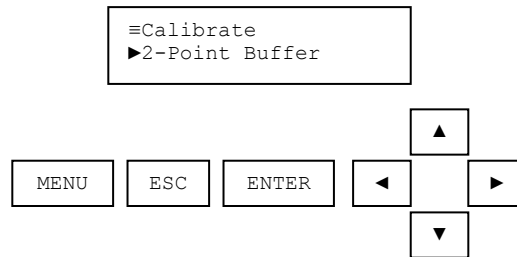 ≡Calibrate
►2-Point Buffer
▲
MENU ESC ENTER ◄ ►
▼